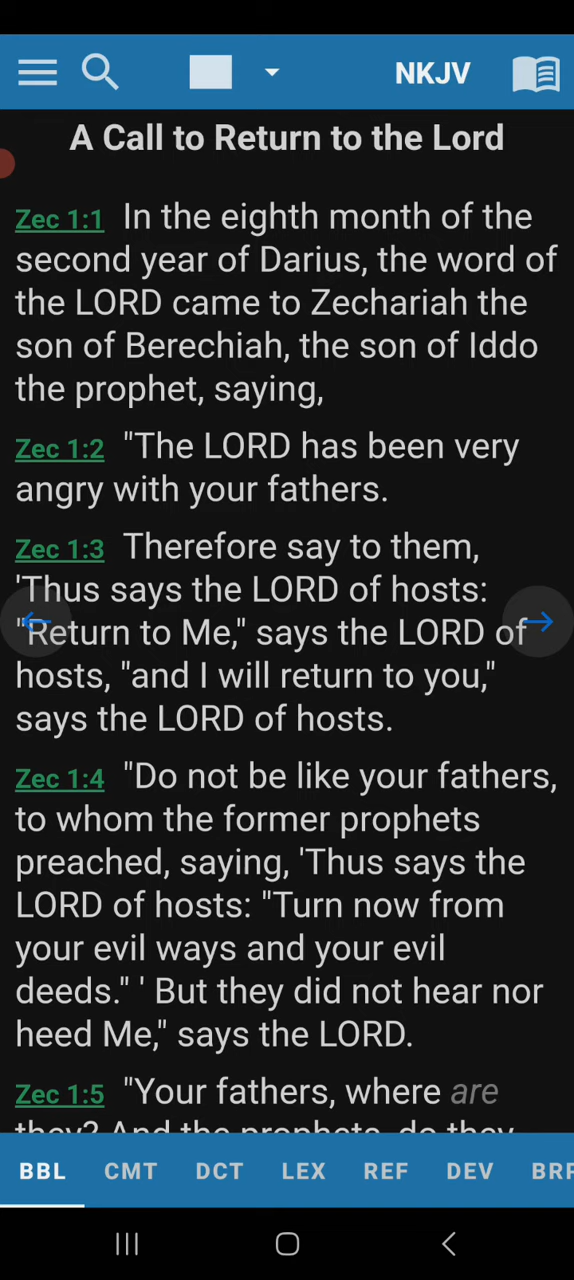 NKJV
A Call to Return to the Lord
Zec 1:1 In the eighth month of the
second year of Darius, the word of
the LORD came to Zechariah the
son of Berechiah, the son of Iddo
the prophet, saying,
Zec 1:2 "The LORD has been very
angry with your fathers.
Zec 1:3 Therefore say to them,
'Thus says the LORD of hosts:
"Return to Me," says the LORD of
hosts, "and I will return to you,"
says the LORD of hosts.
Zec 1:4 "Do not be like your fathers,
to whom the former prophets
preached, saying, 'Thus says the
LORD of hosts: "Turn now from
your evil ways and your evil
deeds." ' But they did not hear nor
heed Me," says the LORD.
Zec 1:5 "Your fathers, where are
they? And the prophets, do they
BBL CMT DCT LEX REF DEV BRP